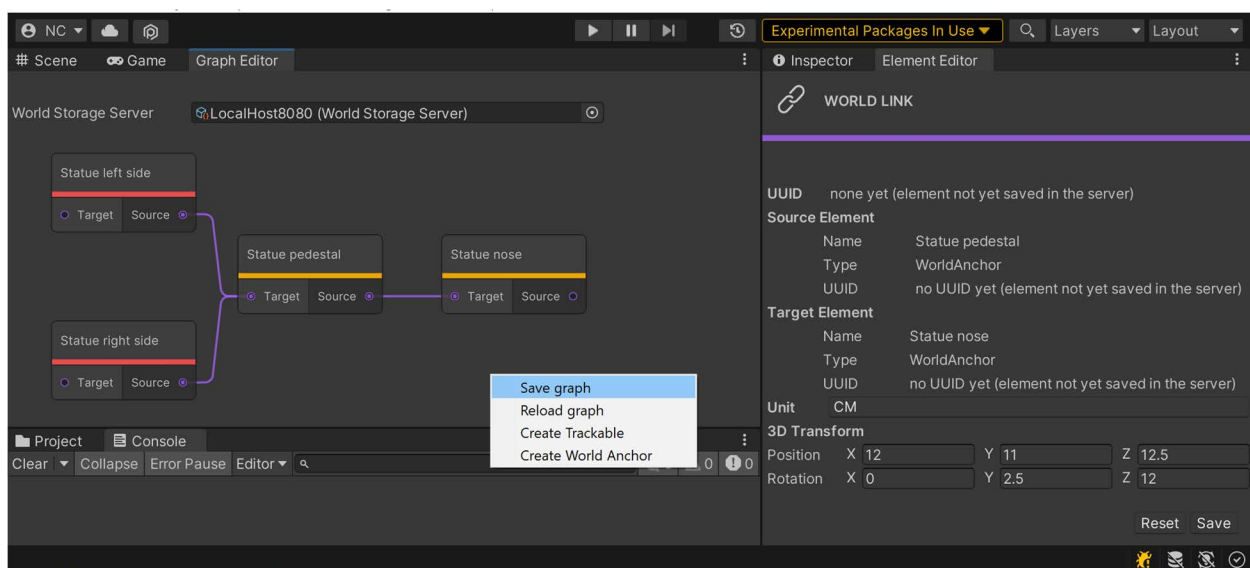 NC
Experimental Packages In Use
Layers
Layout
Scene
Game
Graph Editor
Inspector
Element Editor
World Storage Server
LocalHost8080 (World Storage Server)
WORLD LINK
Statue left side
Target Source
Statue pedestal
Target Source
Statue nose
Target Source
Statue right side
Target Source
Save graph
Reload graph
Create Trackable
Create World Anchor
UUID none yet (element not yet saved in the server)
Source Element
Name Statue pedestal
Type WorldAnchor
UUID no UUID yet (element not yet saved in the server)
Target Element
Name Statue nose
Type WorldAnchor
UUID no UUID yet (element not yet saved in the server)
Unit CM
3D Transform
Position X 12 Y 11 Z 12.5
Rotation X 0 Y 2.5 Z 12
Reset Save
Project
Console
Clear Collapse Error Pause Editor
0 0